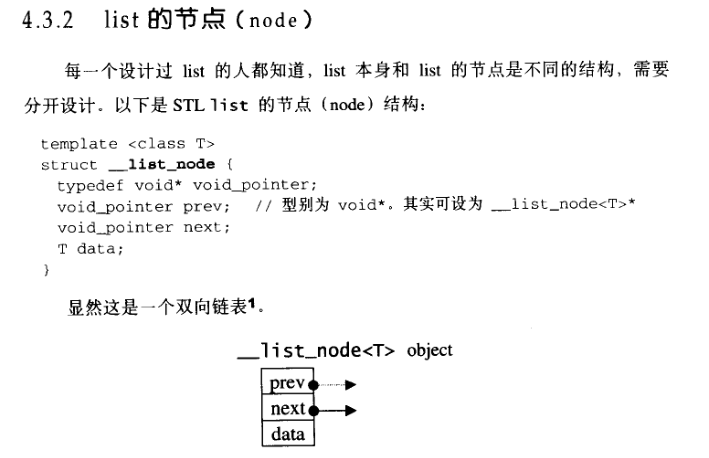 4.3.2 list 的节点（node）
每一个设计过 list 的人都知道，list 本身和 list 的节点是不同的结构，需要
分开设计。以下是 STL list 的节点（node）结构：
template <class T>
struct __list_node {
typedef void* void_pointer;
void_pointer prev; // 型别为 void*。其实可设为 __list_node<T>*
void_pointer next;
T data;
}
显然这是一个双向链表1。
__list_node<T> object
prev
next
data